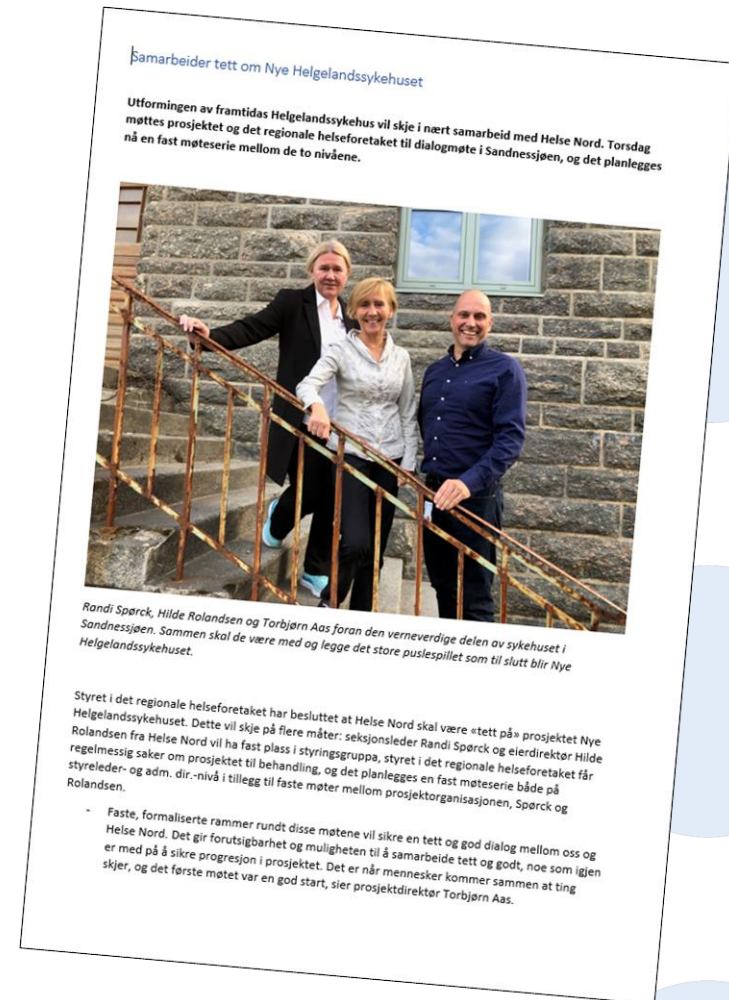 Samarbeider tett om Nye Helgelandssykehuset
Utformingen av framtidas Helgelandssykehus vil skje i nært samarbeid med Helse Nord. Torsdag
møttes prosjektet og det regionale helseforetaket til dialogmøte i Sandnessjøen, og det planlegges
nå en fast møteserie mellom de to nivåene.
Randi Spørck, Hilde Rolandsen og Torbjørn Aas foran den verneverdige delen av sykehuset i
Sandnessjøen. Sammen skal de være med og legge det store puslespillet som til slutt blir Nye
Helgelandssykehuset.
Styret i det regionale helseforetaket har besluttet at Helse Nord skal være «tett på» prosjektet Nye
Helgelandssykehuset. Dette vil skje på flere måter: seksjonsleder Randi Spørck og eierdirektør Hilde
Rolandsen fra Helse Nord vil ha fast plass i styringsgruppa, styret i det regionale helseforetaket får
regelmessig saker om prosjektet til behandling, og det planlegges en fast møteserie både på
styreleder- og adm. dir.-nivå i tillegg til faste møter mellom prosjektorganisasjonen, Spørck og
Rolandsen.
- Faste, formaliserte rammer rundt disse møtene vil sikre en tett og god dialog mellom oss og
Helse Nord. Det gir forutsigbarhet og muligheten til å samarbeide tett og godt, noe som igjen
er med på å sikre progresjon i prosjektet. Det er når mennesker kommer sammen at ting
skjer, og det første møtet var en god start, sier prosjektdirektør Torbjørn Aas.